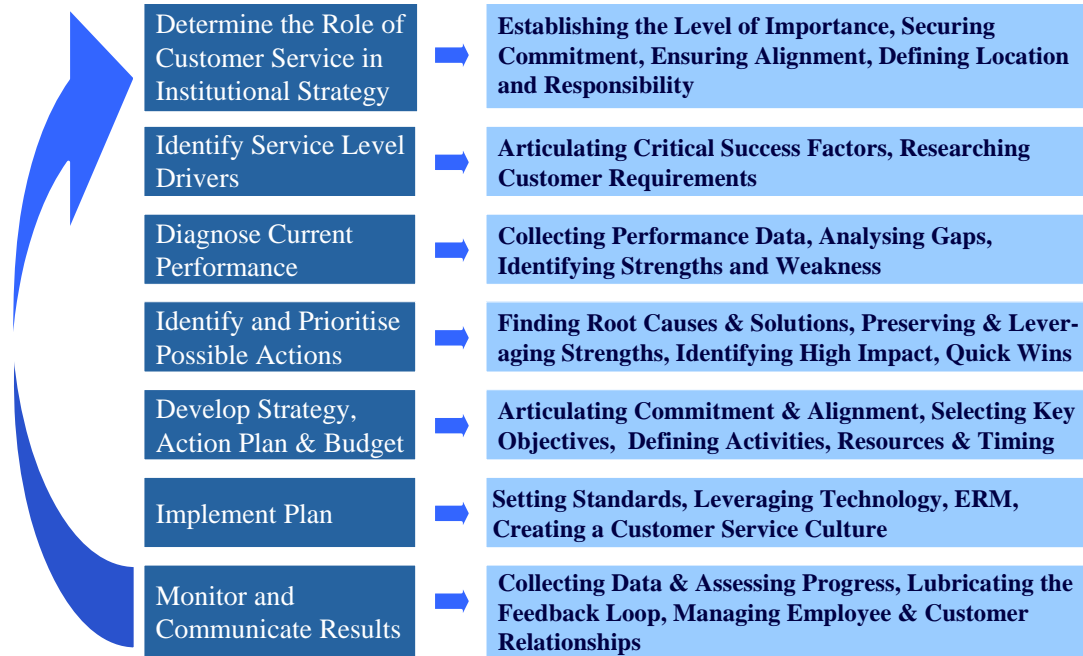 Determine the Role of
Customer Service in
Institutional Strategy
Establishing the Level of Importance, Securing
Commitment, Ensuring Alignment, Defining Location
and Responsibility
Identify Service Level
Drivers
Articulating Critical Success Factors, Researching
Customer Requirements
Diagnose Current
Performance
Collecting Performance Data, Analysing Gaps,
Identifying Strengths and Weakness
Identify and Prioritise
Possible Actions
Finding Root Causes & Solutions, Preserving & Lever-
aging Strengths, Identifying High Impact, Quick Wins
Develop Strategy,
Action Plan & Budget
Articulating Commitment & Alignment, Selecting Key
Objectives, Defining Activities, Resources & Timing
Implement Plan
Setting Standards, Leveraging Technology, ERM,
Creating a Customer Service Culture
Monitor and
Communicate Results
Collecting Data & Assessing Progress, Lubricating the
Feedback Loop, Managing Employee & Customer
Relationships